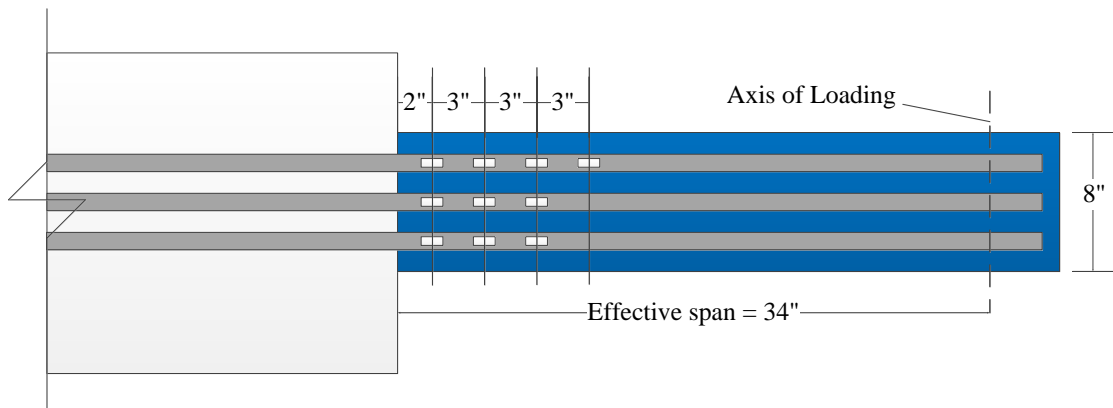 2" 3" 3" 3"
Axis of Loading
8"
Effective span = 34"